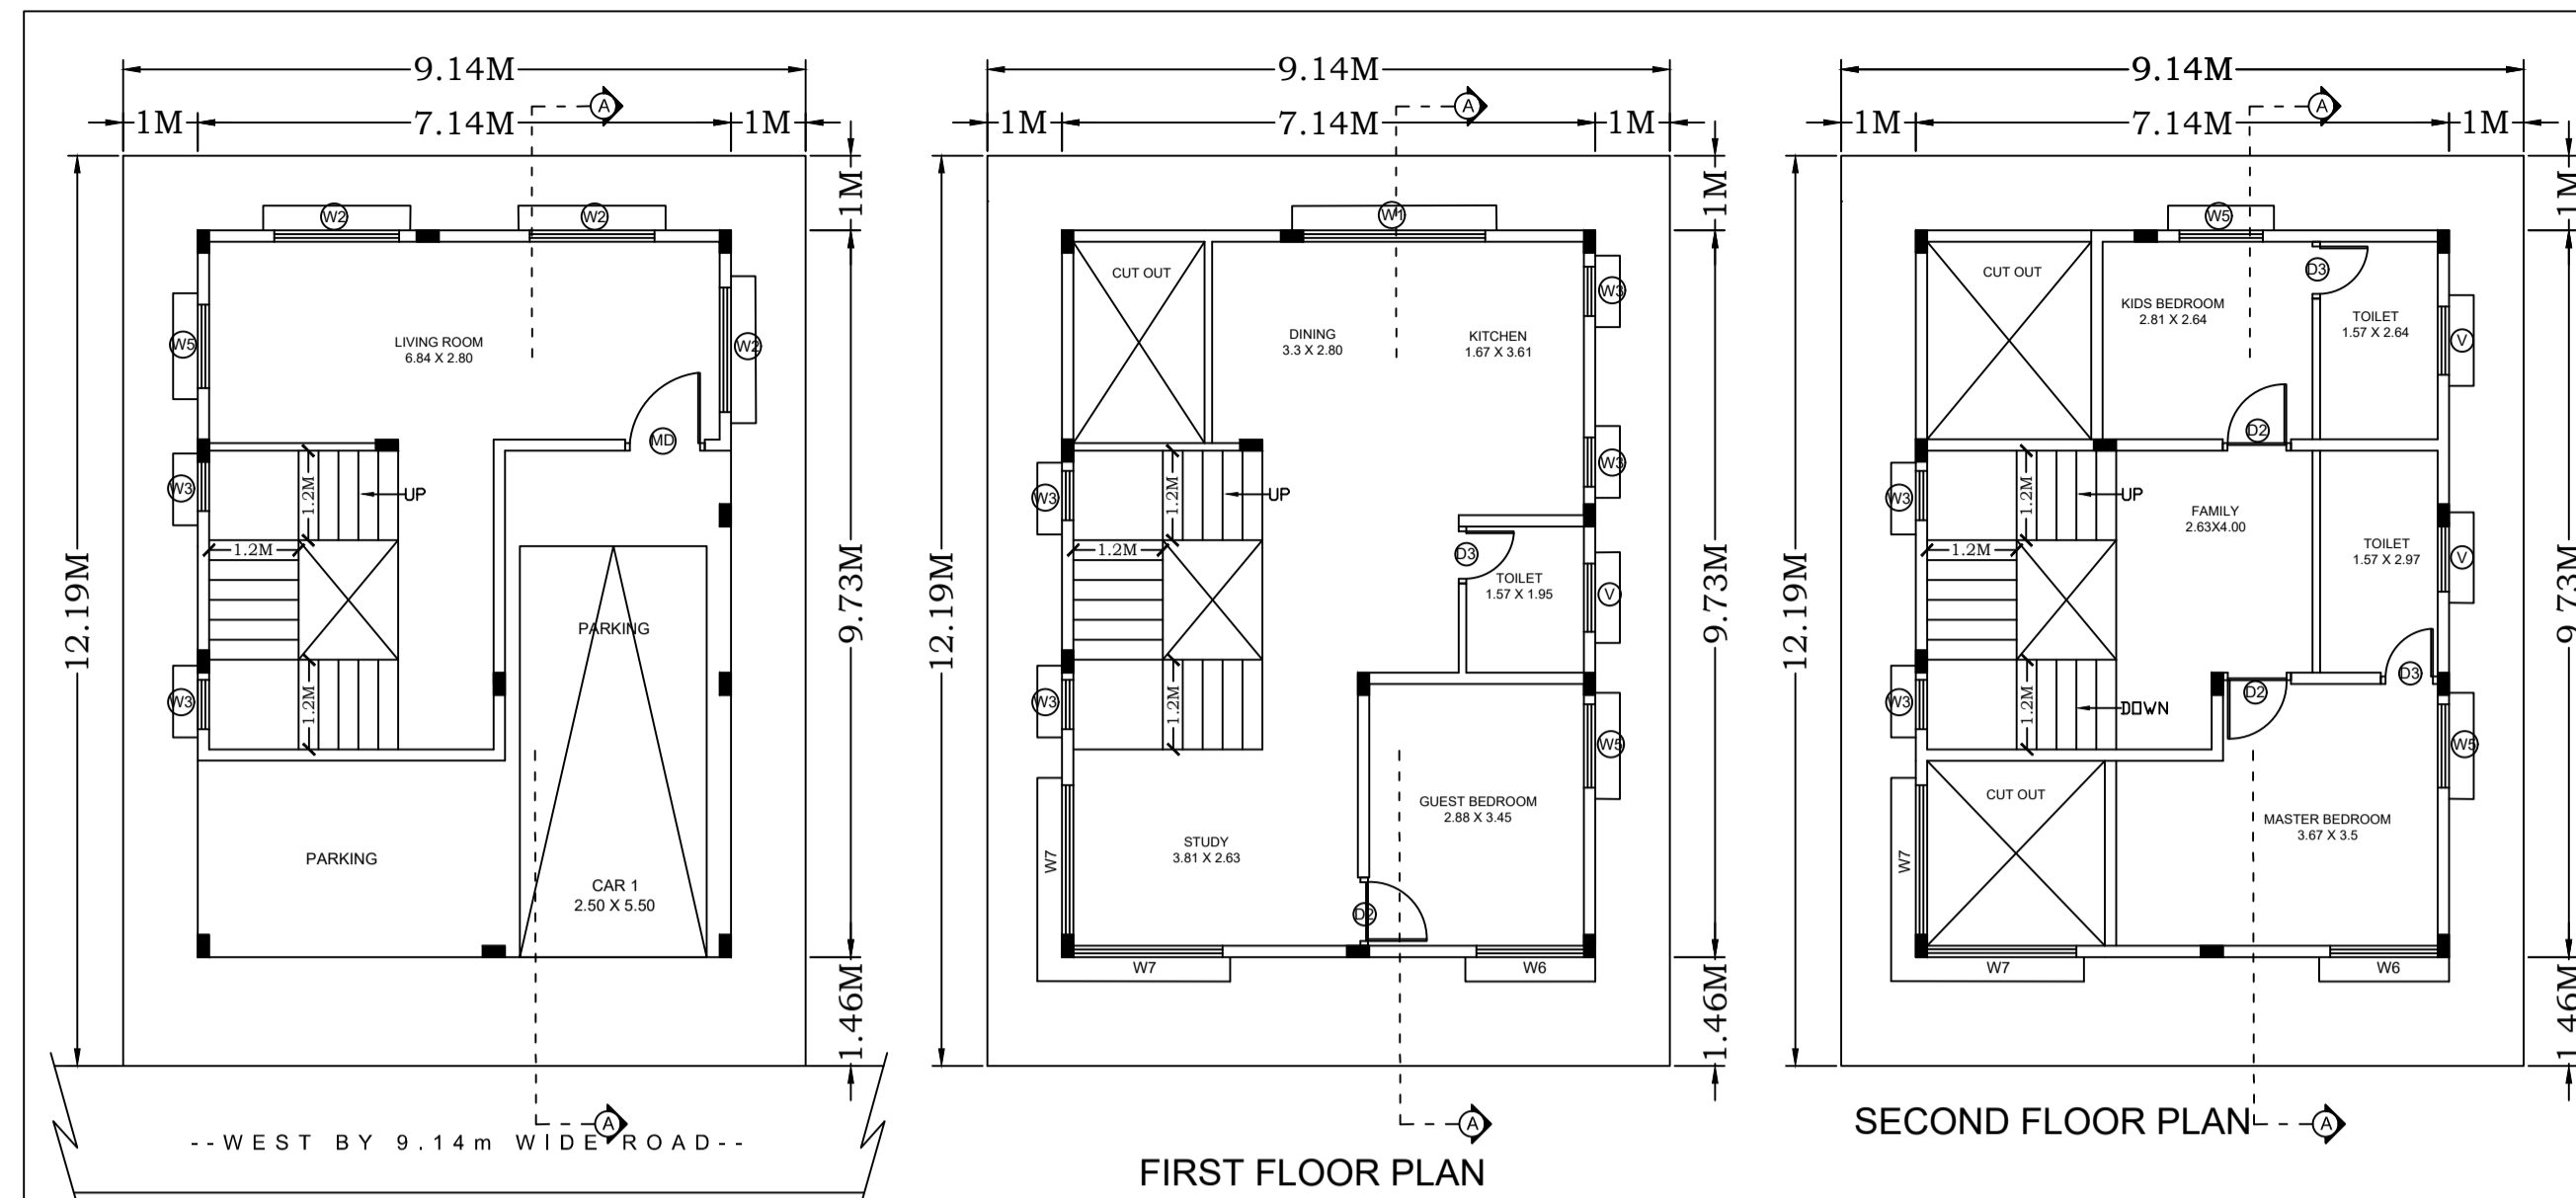 9.14M
1M
7.14M
1M
A
1M
12.19M
9.73M
1.46M
W2
W2
W5
W2
LIVING ROOM
6.84 X 2.80
MD
W3
1.2M
UP
1.2M
PARKING
W3
1.2M
PARKING
CAR 1
2.50 X 5.50
A
--WEST BY 9.14m WIDE ROAD--
9.14M
1M
7.14M
1M
A
1M
12.19M
9.73M
1.46M
W1
CUT OUT
W3
DINING
3.3 X 2.80
KITCHEN
1.67 X 3.61
W3
W3
1.2M
UP
1.2M
D3
TOILET
1.57 X 1.95
V
W3
1.2M
W5
GUEST BEDROOM
2.88 X 3.45
STUDY
3.81 X 2.63
W7
D2
W7
W6
A
FIRST FLOOR PLAN
9.14M
1M
7.14M
1M
A
1M
12.19M
9.73M
1.46M
W5
CUT OUT
D3
KIDS BEDROOM
2.81 X 2.64
TOILET
1.57 X 2.64
V
D2
W3
1.2M
UP
FAMILY
2.63X4.00
1.2M
TOILET
1.57 X 2.97
V
D3
D2
W3
1.2M
DOWN
W5
CUT OUT
MASTER BEDROOM
3.67 X 3.5
W7
W7
W6
A
SECOND FLOOR PLAN